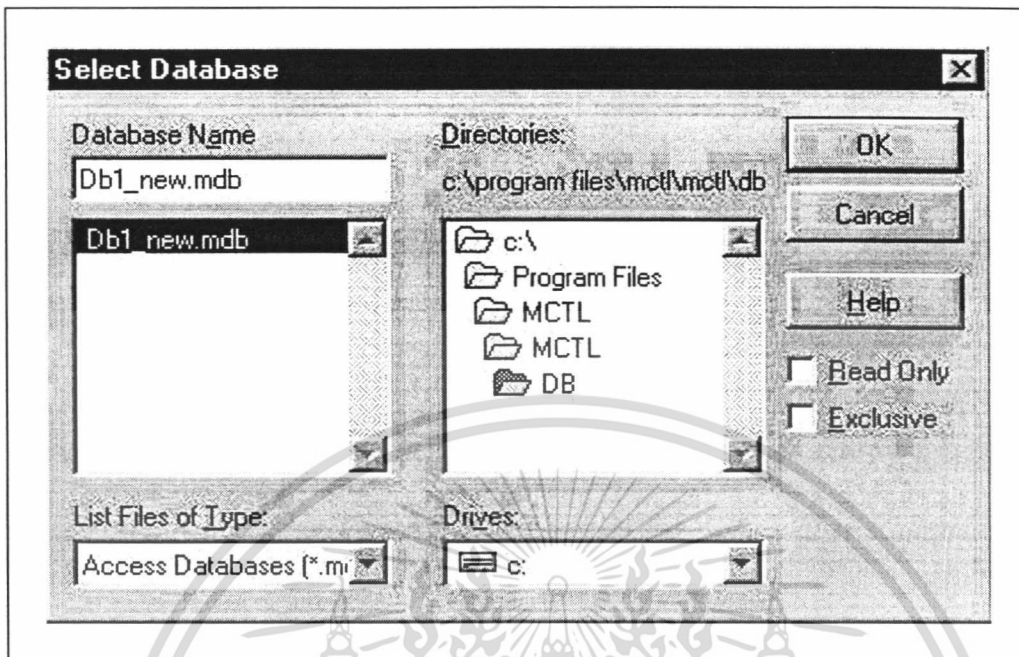 Select Database
Database Name
Db1_new.mdb
Db1_new.mdb
List Files of Type:
Access Databases (*.m
Directories:
c:\program files\mctl\mctl\db
c:\
Program Files
MCTL
MCTL
DB
Drives:
c:
OK
Cancel
Help
Read Only
Exclusive